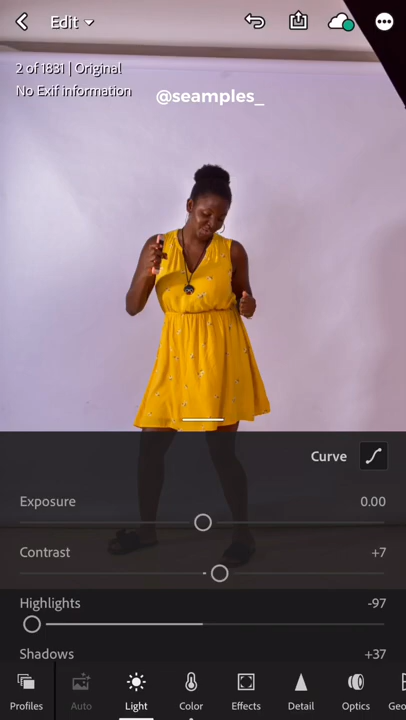 Edit
2 of 1831 | Original
No Exif information
@seamples_
Curve
Exposure 0.00
Contrast +7
Highlights -97
Shadows +37
Profiles Auto Light Color Effects Detail Optics Geo